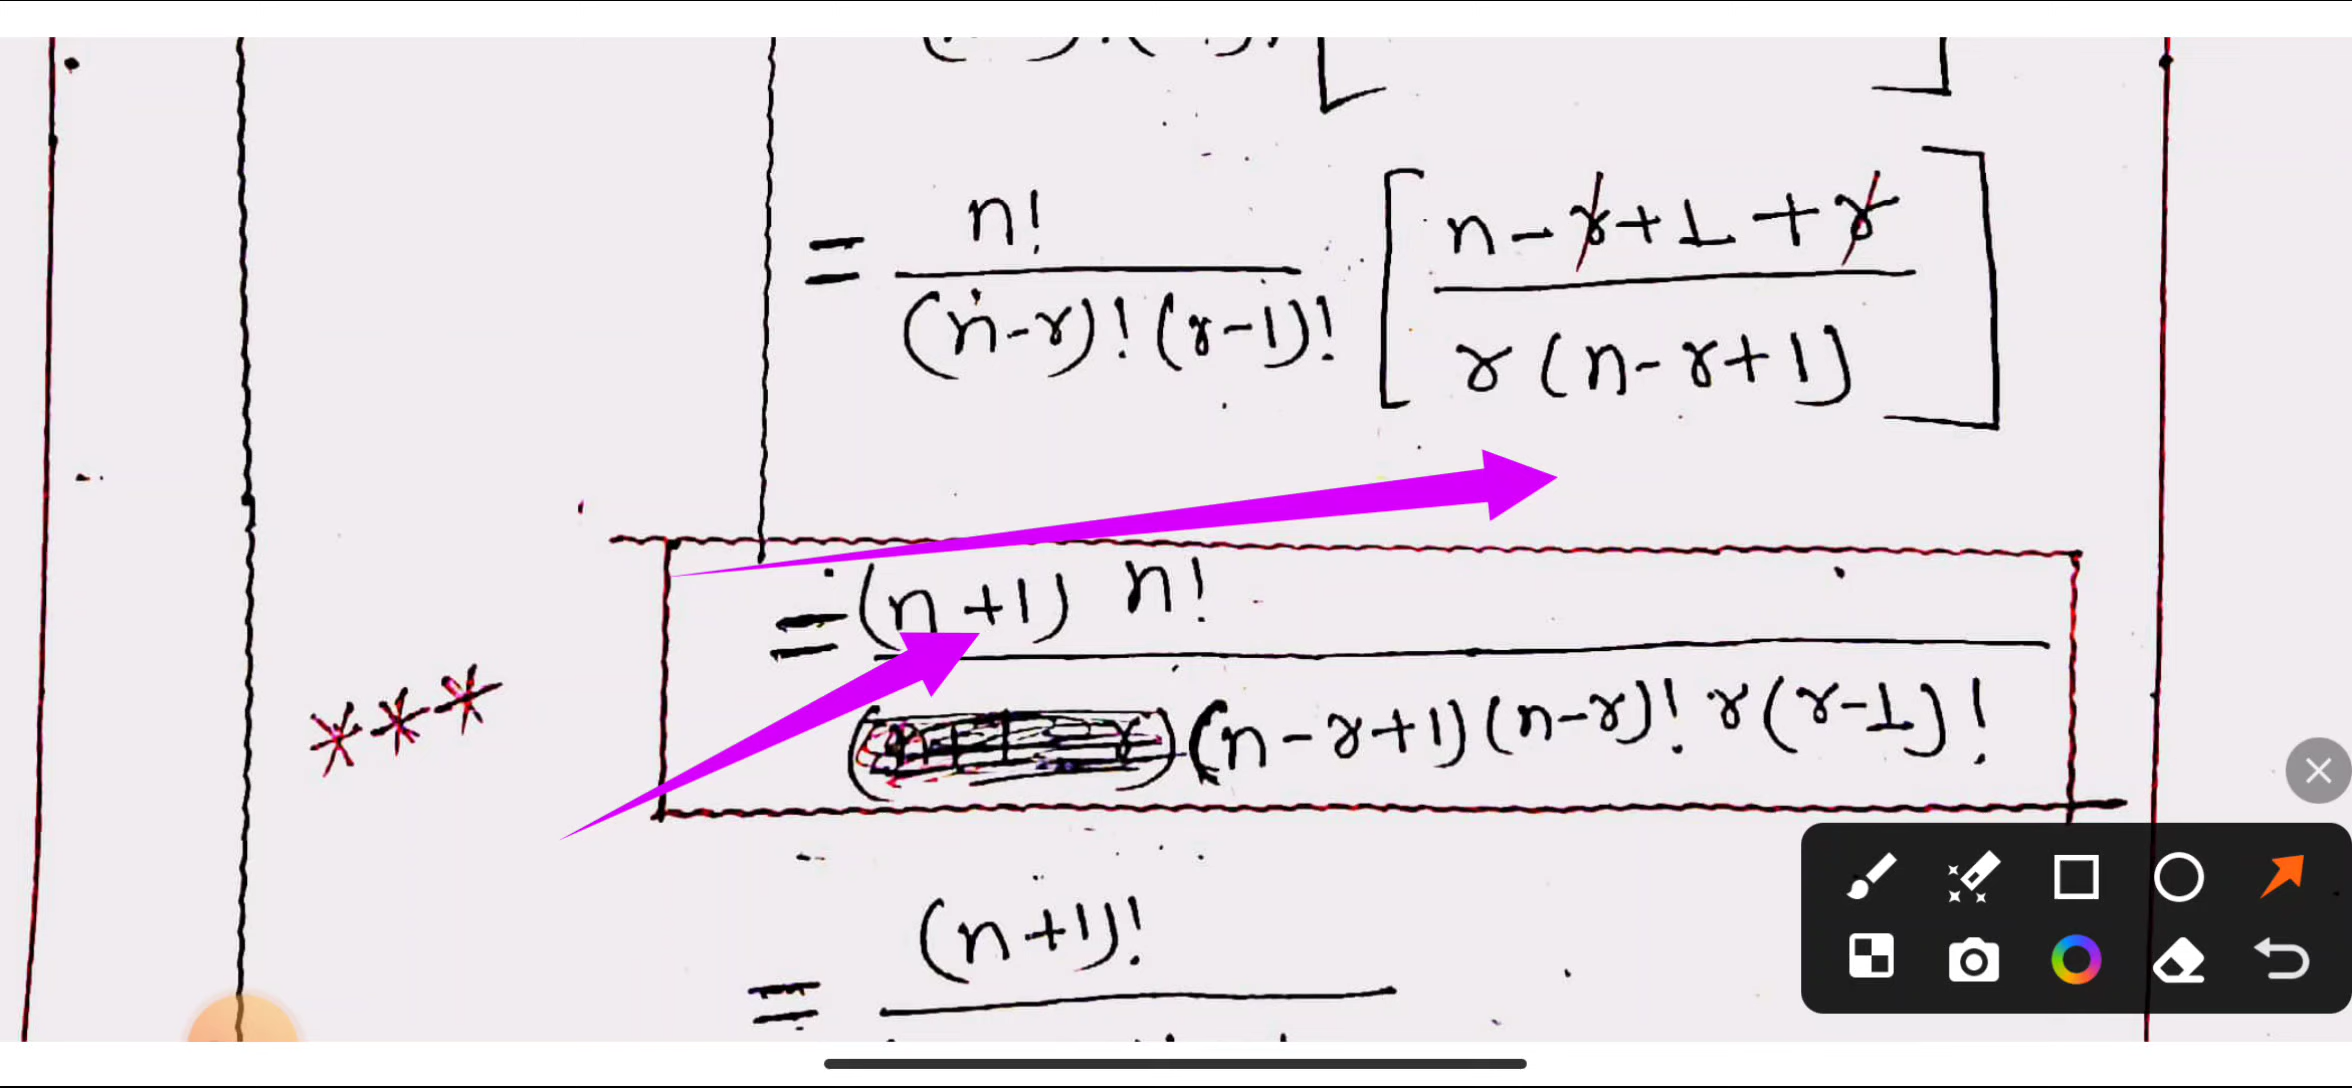 = n! / (n-r)! (r-1)! [ n-r+1+r / r(n-r+1) ]
= (n+1) n! / (n-r+1)(n-r)! r(r-1)!
***
= (n+1)! /